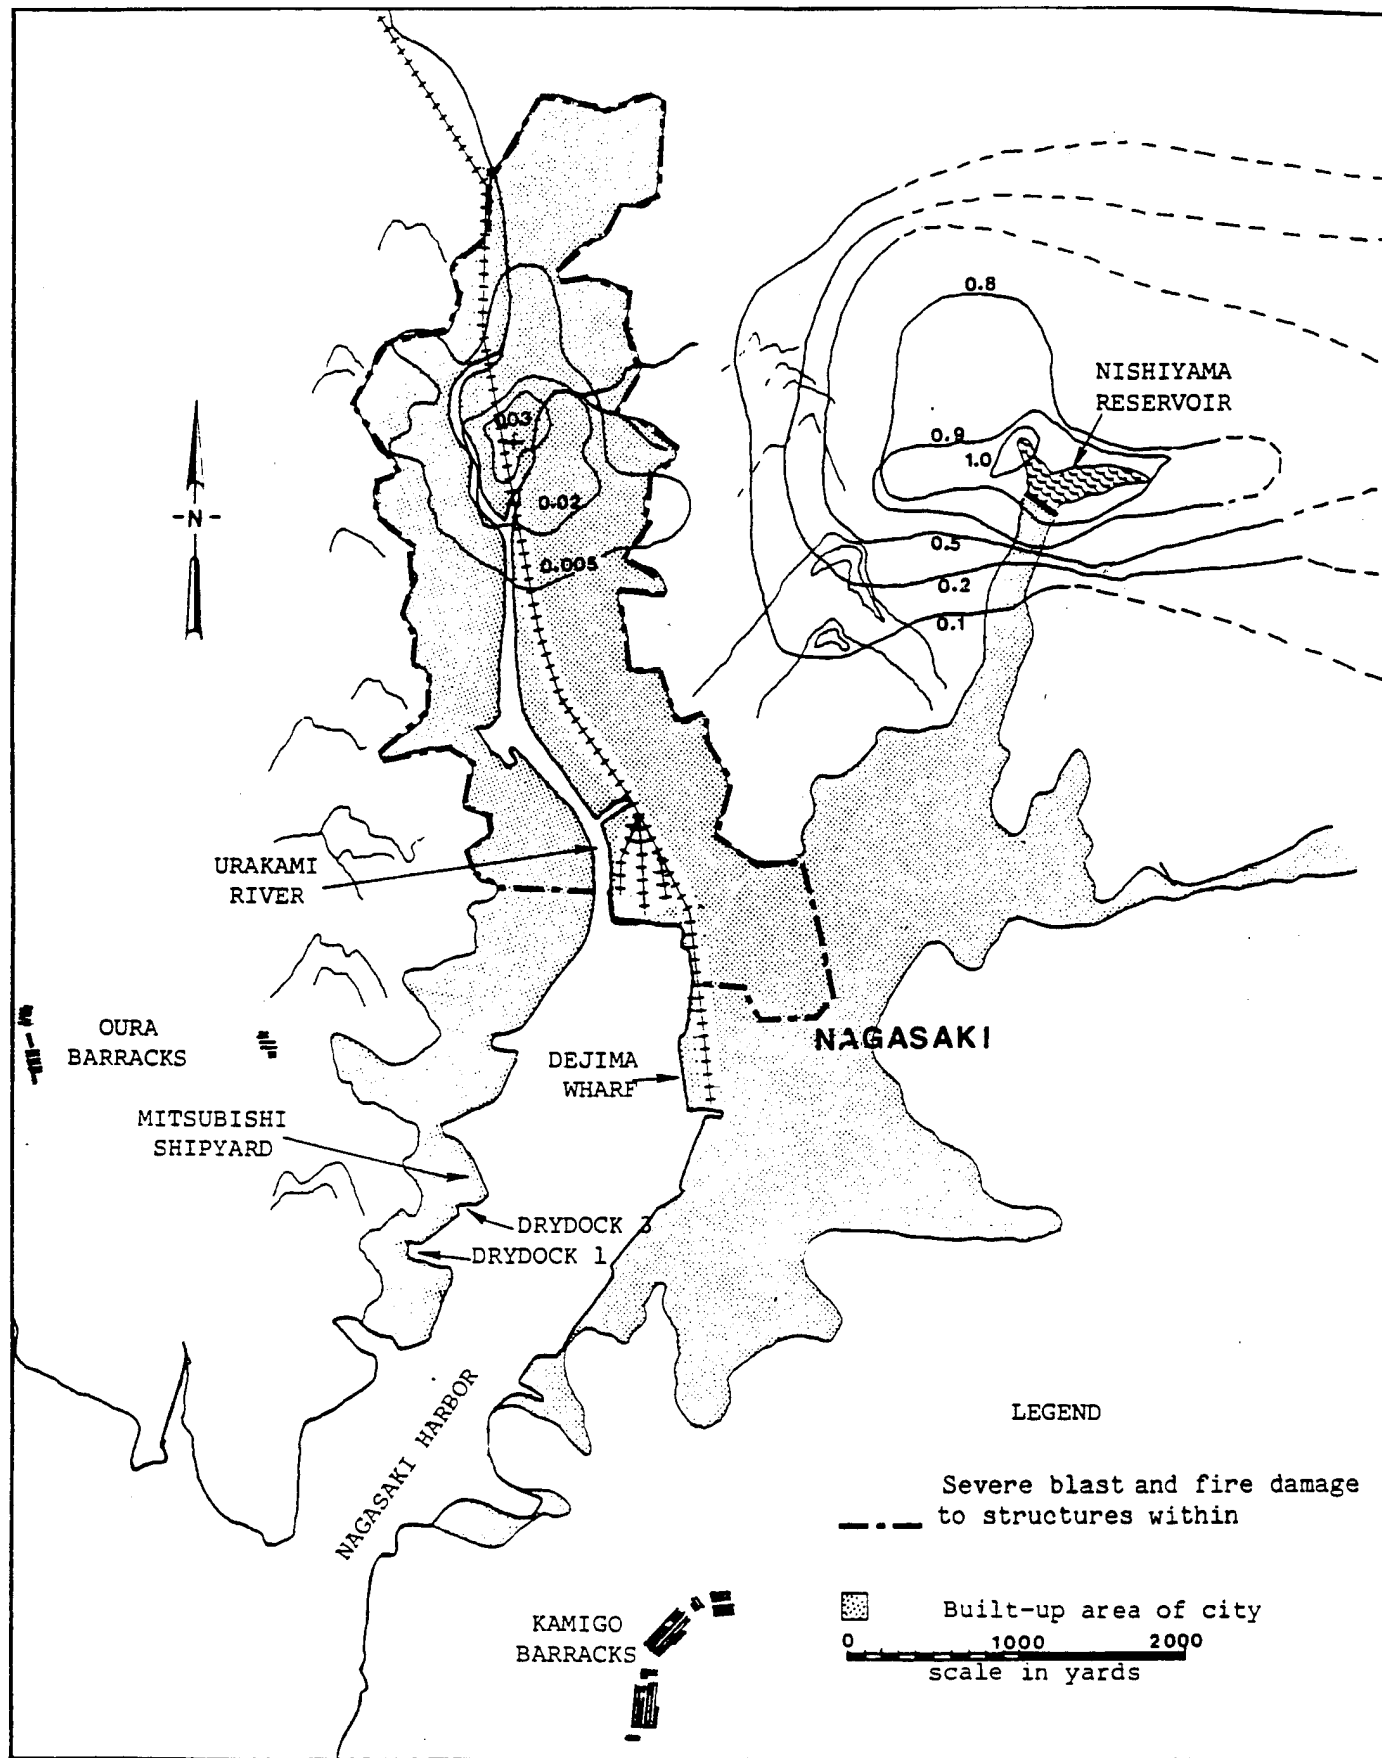 0.8
NISHIYAMA
RESERVOIR
0.9
1.0
0.03
0.02
0.005
0.5
0.2
0.1
-N-
URAKAMI
RIVER
OURA
BARRACKS
NAGASAKI
DEJIMA
WHARF
MITSUBISHI
SHIPYARD
DRYDOCK 3
DRYDOCK 1
NAGASAKI HARBOR
LEGEND
Severe blast and fire damage
to structures within
Built-up area of city
0 1000 2000
scale in yards
KAMIGO
BARRACKS